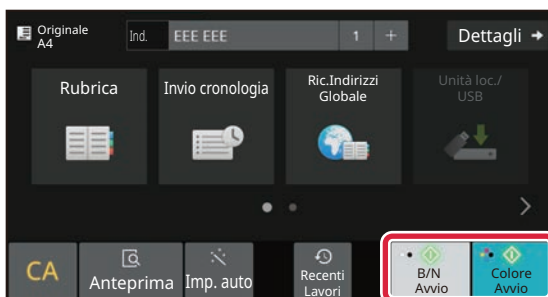 Originale
A4
Ind.
EEE EEE
1
+
Dettagli
Rubrica
Invio cronologia
Ric.Indirizzi
Globale
Unità loc./
USB
CA
Anteprima
Imp. auto
Recenti
Lavori
B/N
Avvio
Colore
Avvio